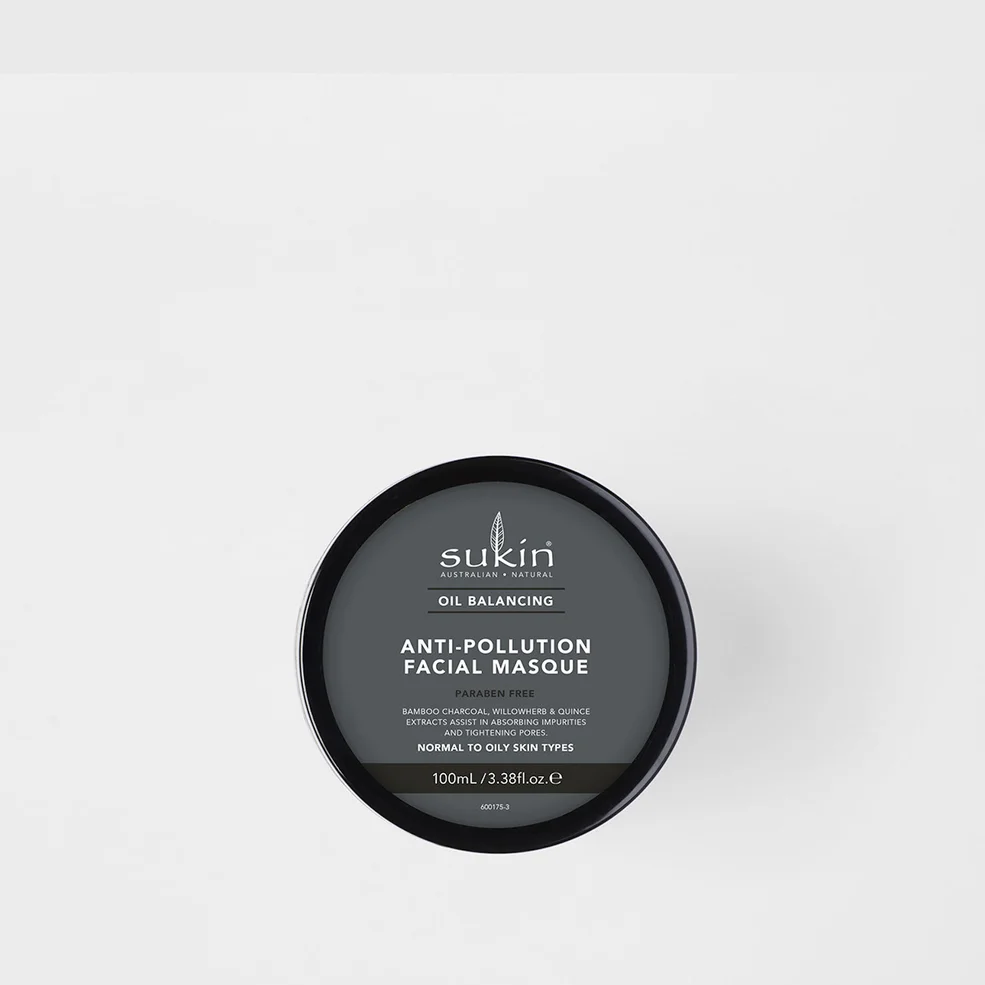 sukin®
AUSTRALIAN • NATURAL
OIL BALANCING
ANTI-POLLUTION
FACIAL MASQUE
PARABEN FREE
BAMBOO CHARCOAL, WILLOWHERB & QUINCE
EXTRACTS ASSIST IN ABSORBING IMPURITIES
AND TIGHTENING PORES.
NORMAL TO OILY SKIN TYPES
100mL /3.38fl.oz.℮
600175-3